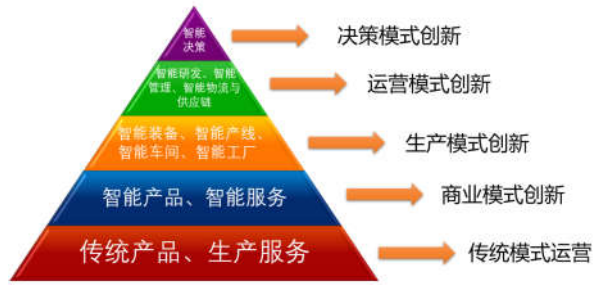 智能
决策
决策模式创新
智能研发、智能
管理、智能物流与
供应链
运营模式创新
智能装备、智能产线、
智能车间、智能工厂
生产模式创新
智能产品、智能服务
商业模式创新
传统产品、生产服务
传统模式运营